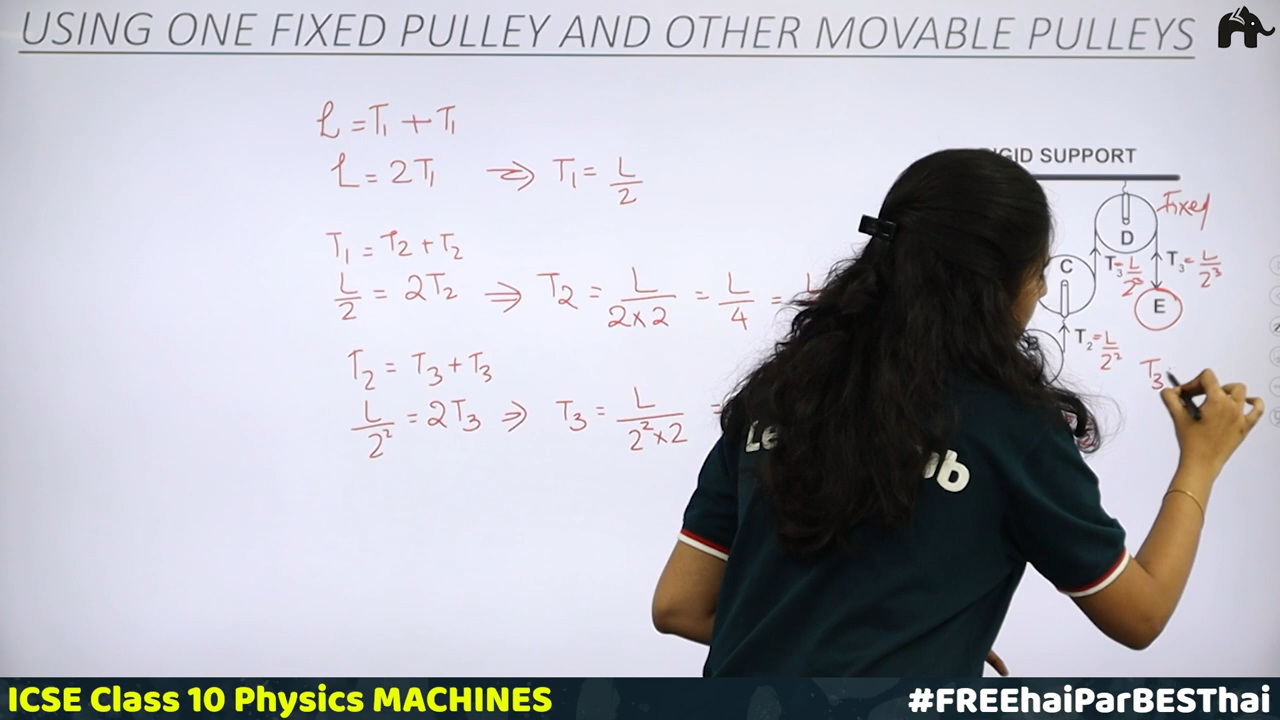 USING ONE FIXED PULLEY AND OTHER MOVABLE PULLEYS
L = T₁ + T₁
L = 2T₁ ⇒ T₁ = L/2
T₁ = T₂ + T₂
L/2 = 2T₂ ⇒ T₂ = L/2×2 = L/4 =
T₂ = T₃ + T₃
L/2² = 2T₃ ⇒ T₃ = L/2²×2 =
GID SUPPORT
Fixed
D
C
T₃ = L/2³
T₃ = L/2³
E
B
T₂ = L/2²
T₃
Le
ob
ICSE Class 10 Physics MACHINES
#FREEhaiParBESThai